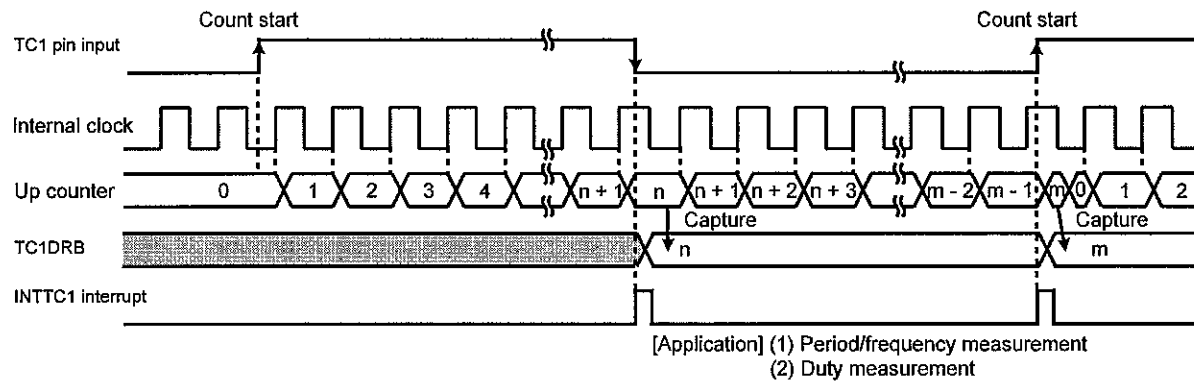 Count start Count start
TC1 pin input
Internal clock
Up counter 0 1 2 3 4 n + 1 n n + 1 n + 2 n + 3 m - 2 m - 1 m 0 1 2
Capture Capture
TC1DRB n m
INTTC1 interrupt
[Application] (1) Period/frequency measurement
(2) Duty measurement